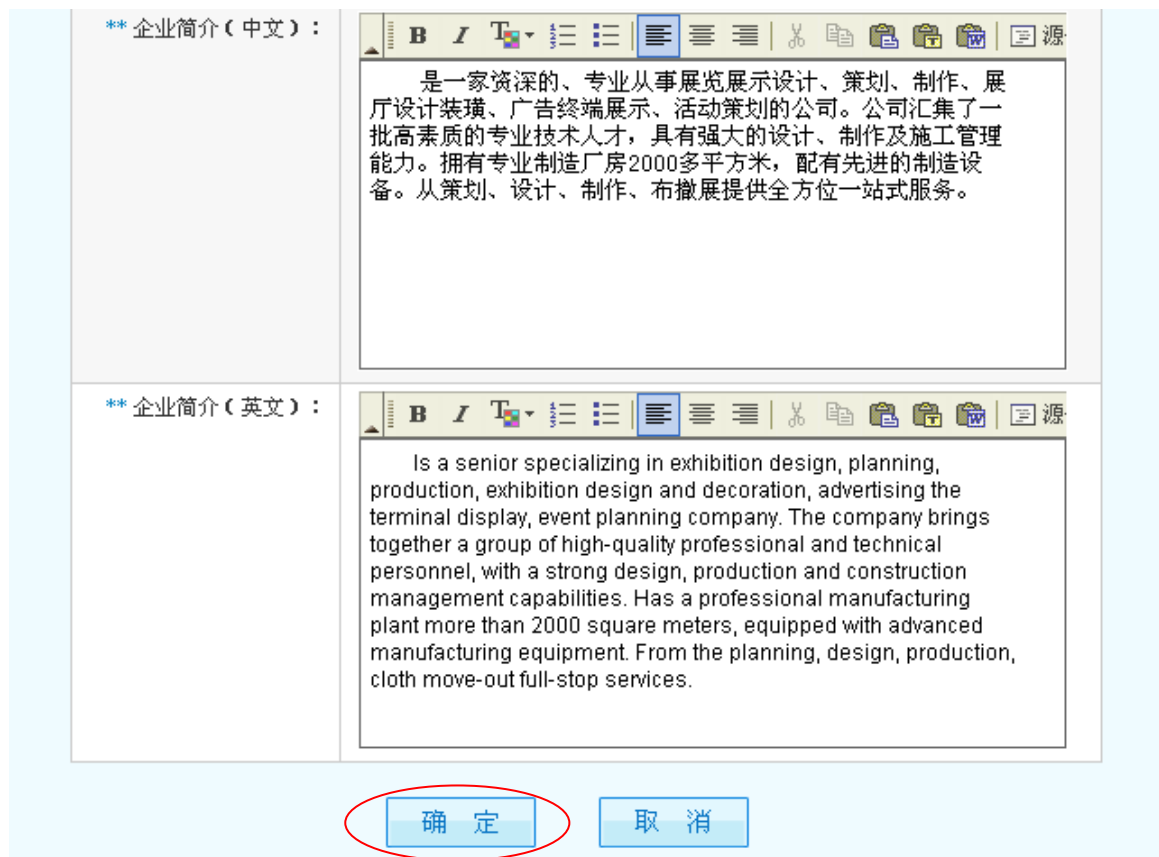 ** 企业简介(中文):
B I T 源
是一家资深的、专业从事展览展示设计、策划、制作、展
厅设计装璜、广告终端展示、活动策划的公司。公司汇集了一
批高素质的专业技术人才,具有强大的设计、制作及施工管理
能力。拥有专业制造厂房2000多平方米,配有先进的制造设
备。从策划、设计、制作、布撤展提供全方位一站式服务。
** 企业简介(英文):
B I T 源
Is a senior specializing in exhibition design, planning,
production, exhibition design and decoration, advertising the
terminal display, event planning company. The company brings
together a group of high-quality professional and technical
personnel, with a strong design, production and construction
management capabilities. Has a professional manufacturing
plant more than 2000 square meters, equipped with advanced
manufacturing equipment. From the planning, design, production,
cloth move-out full-stop services.
确 定 取 消